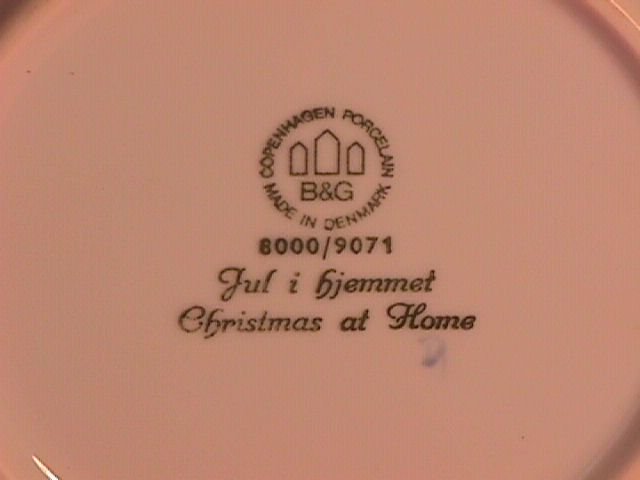 COPENHAGEN PORCELAIN
B&G
MADE IN DENMARK
8000/9071
Jul i hjemmet
Christmas at Home